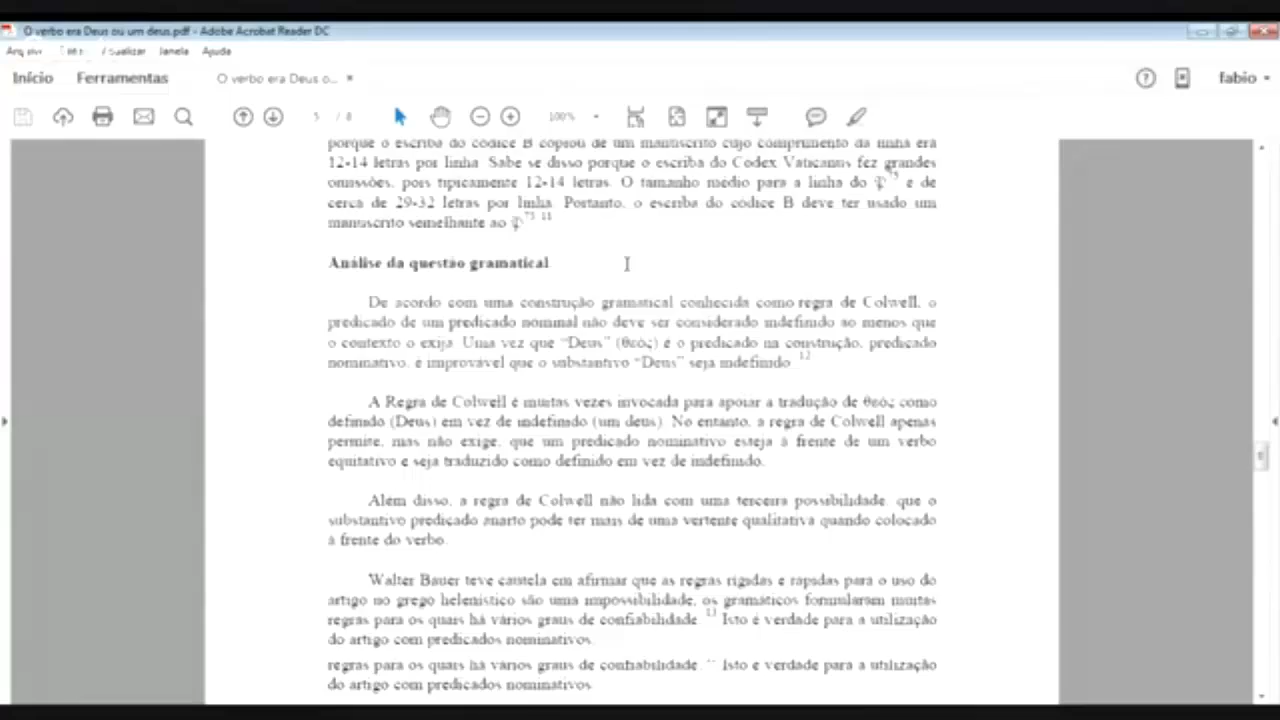 O verbo era Deus ou um deus.pdf - Adobe Acrobat Reader DC
Janela Ajuda
Início Ferramentas O verbo era Deus o... × fabio
5 / 8 100%
porque o escriba do códice B copiou de um manuscrito cujo comprimento da linha era
12-14 letras por linha. Sabe se disso porque o escriba do Codex Vaticanus fez grandes
omissões, pois tipicamente 12-14 letras. O tamanho médio para a linha do 𝔓75 é de
cerca de 29-32 letras por linha. Portanto, o escriba do códice B deve ter usado um
manuscrito semelhante ao 𝔓75 11
Análise da questão gramatical
De acordo com uma construção gramatical conhecida como regra de Colwell, o
predicado de um predicado nominal não deve ser considerado indefinido ao menos que
o contexto o exija. Uma vez que “Deus” (θεός) é o predicado na construção, predicado
nominativo, é improvável que o substantivo “Deus” seja indefinido. 12
A Regra de Colwell é muitas vezes invocada para apoiar a tradução de θεός como
definido (Deus) em vez de indefinido (um deus). No entanto, a regra de Colwell apenas
permite, mas não exige, que um predicado nominativo esteja à frente de um verbo
equitativo e seja traduzido como definido em vez de indefinido.
Além disso, a regra de Colwell não lida com uma terceira possibilidade, que o
substantivo predicado anarto pode ter mais de uma vertente qualitativa quando colocado
à frente do verbo.
Walter Bauer teve cautela em afirmar que as regras rígidas e rápidas para o uso do
artigo no grego helenístico são uma impossibilidade, os gramáticos formularam muitas
regras para os quais há vários graus de confiabilidade. 13 Isto é verdade para a utilização
do artigo com predicados nominativos.
regras para os quais há vários graus de confiabilidade. Isto é verdade para a utilização
do artigo com predicados nominativos